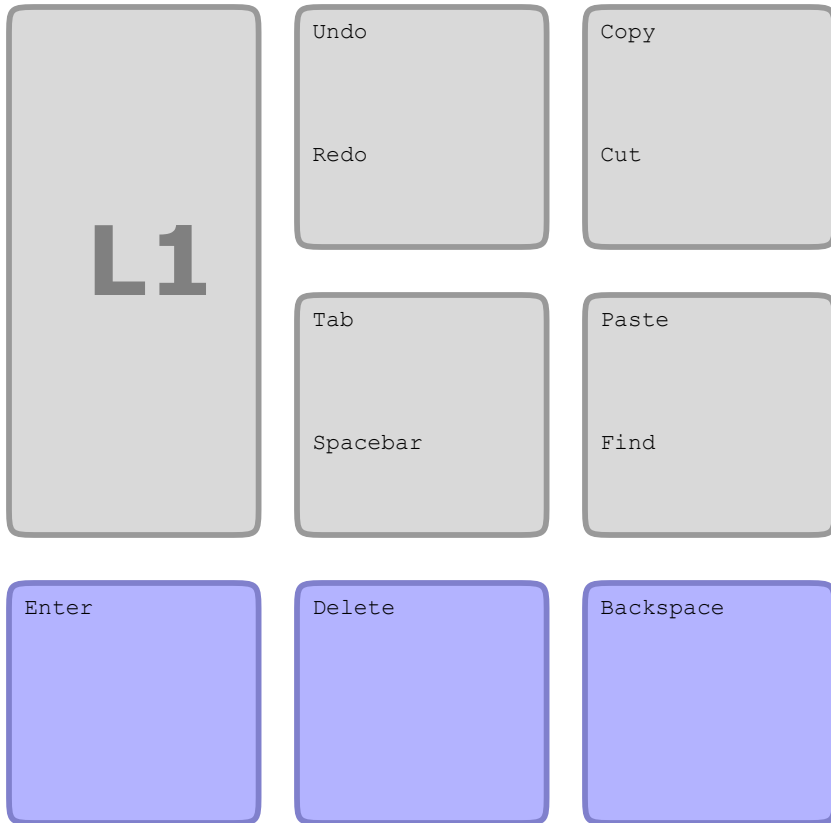 Undo
Copy
Redo
Cut
L1
Tab
Paste
Spacebar
Find
Enter
Delete
Backspace